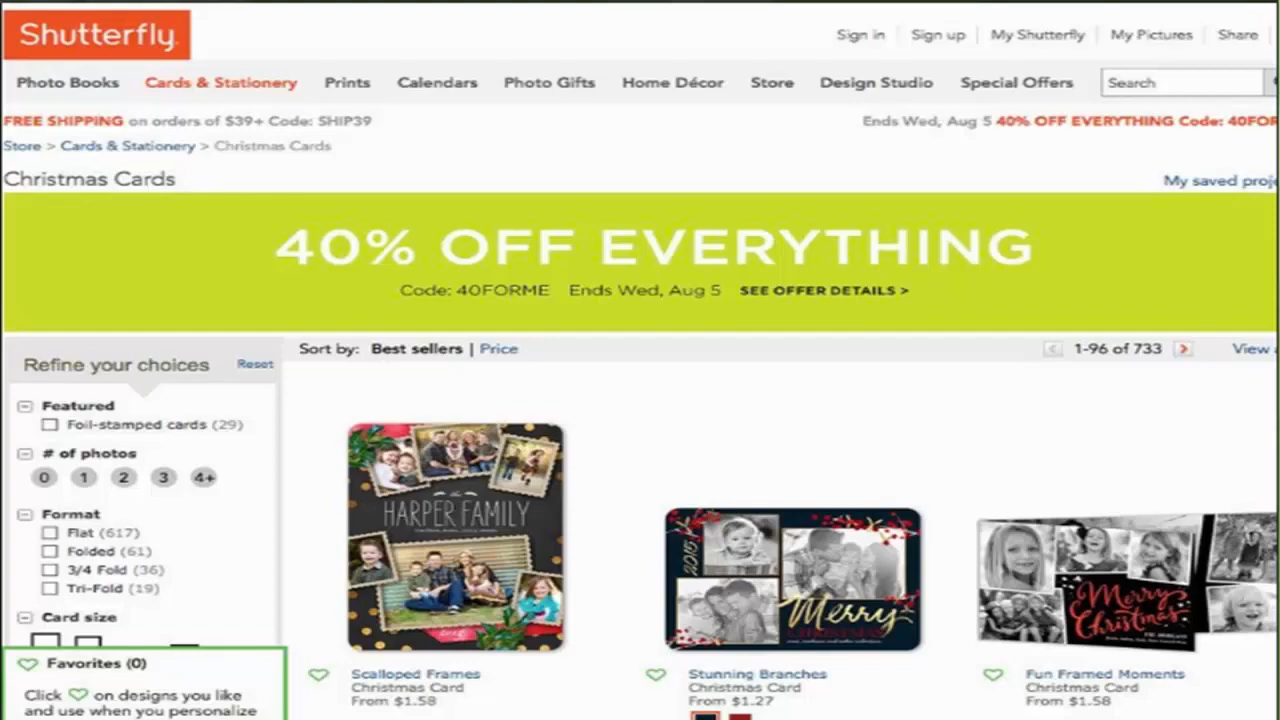 Shutterfly.
Sign in | Sign up | My Shutterfly | My Pictures | Share |
Photo Books Cards & Stationery Prints Calendars Photo Gifts Home Décor Store Design Studio Special Offers Search
FREE SHIPPING on orders of $39+ Code: SHIP39
Ends Wed, Aug 5 40% OFF EVERYTHING Code: 40FOR
Store > Cards & Stationery > Christmas Cards
Christmas Cards
My saved proje
40% OFF EVERYTHING
Code: 40FORME Ends Wed, Aug 5 SEE OFFER DETAILS >
Refine your choices Reset
Sort by: Best sellers | Price
1-96 of 733 View
Featured
Foil-stamped cards (29)
# of photos
0 1 2 3 4+
Format
Flat (617)
Folded (61)
3/4 Fold (36)
Tri-Fold (19)
Card size
Favorites (0)
Click on designs you like
and use when you personalize
HARPER FAMILY
Scalloped Frames
Christmas Card
From $1.58
2015
Merry
CHRISTMAS
Stunning Branches
Christmas Card
From $1.27
Merry
Christmas
Fun Framed Moments
Christmas Card
From $1.58